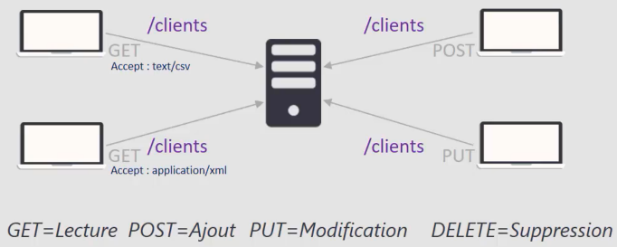 /clients
/clients
GET
POST
Accept : text/csv
/clients
/clients
GET
PUT
Accept : application/xml
GET=Lecture POST=Ajout PUT=Modification DELETE=Suppression